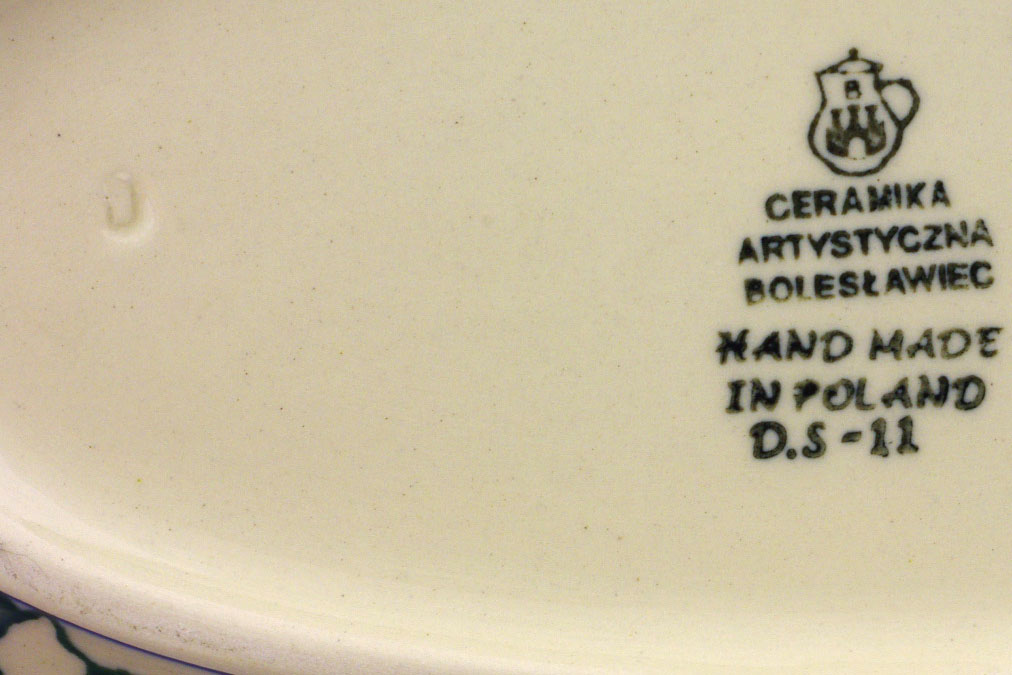 B
CERAMIKA
ARTYSTYCZNA
BOLESŁAWIEC
HAND MADE
IN POLAND
D.S -11